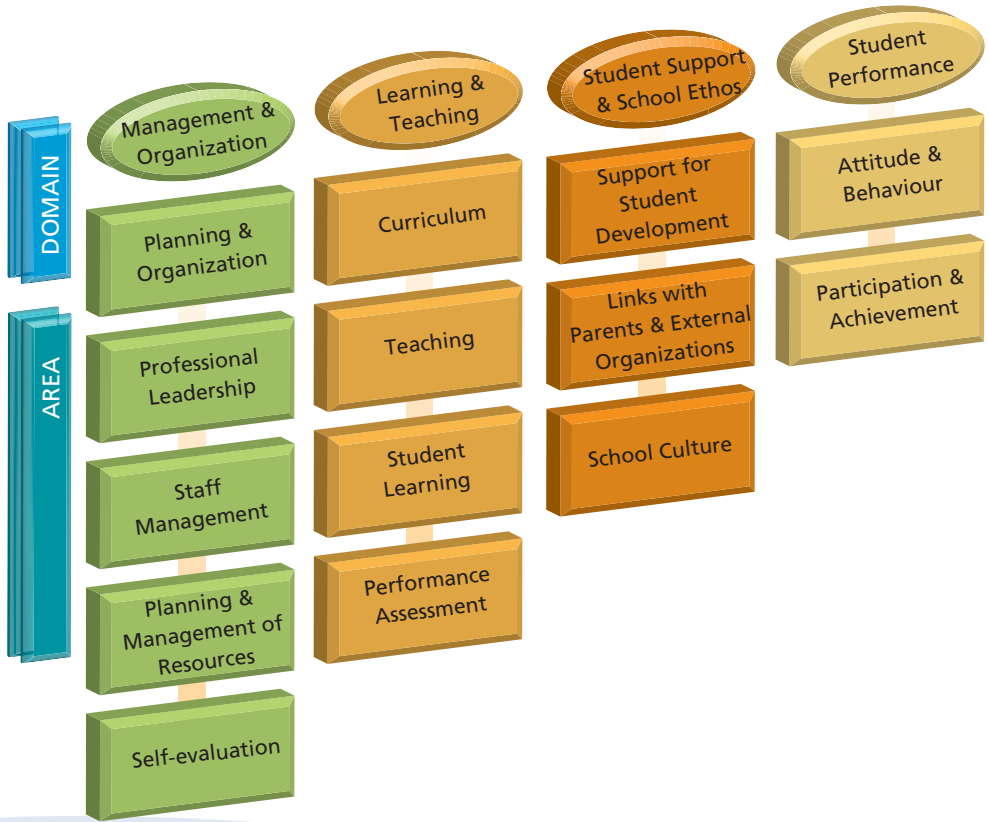 DOMAIN
AREA
Management &
Organization
Planning &
Organization
Professional
Leadership
Staff
Management
Planning &
Management of
Resources
Self-evaluation
Learning &
Teaching
Curriculum
Teaching
Student
Learning
Performance
Assessment
Student Support
& School Ethos
Support for
Student
Development
Links with
Parents & External
Organizations
School Culture
Student
Performance
Attitude &
Behaviour
Participation &
Achievement